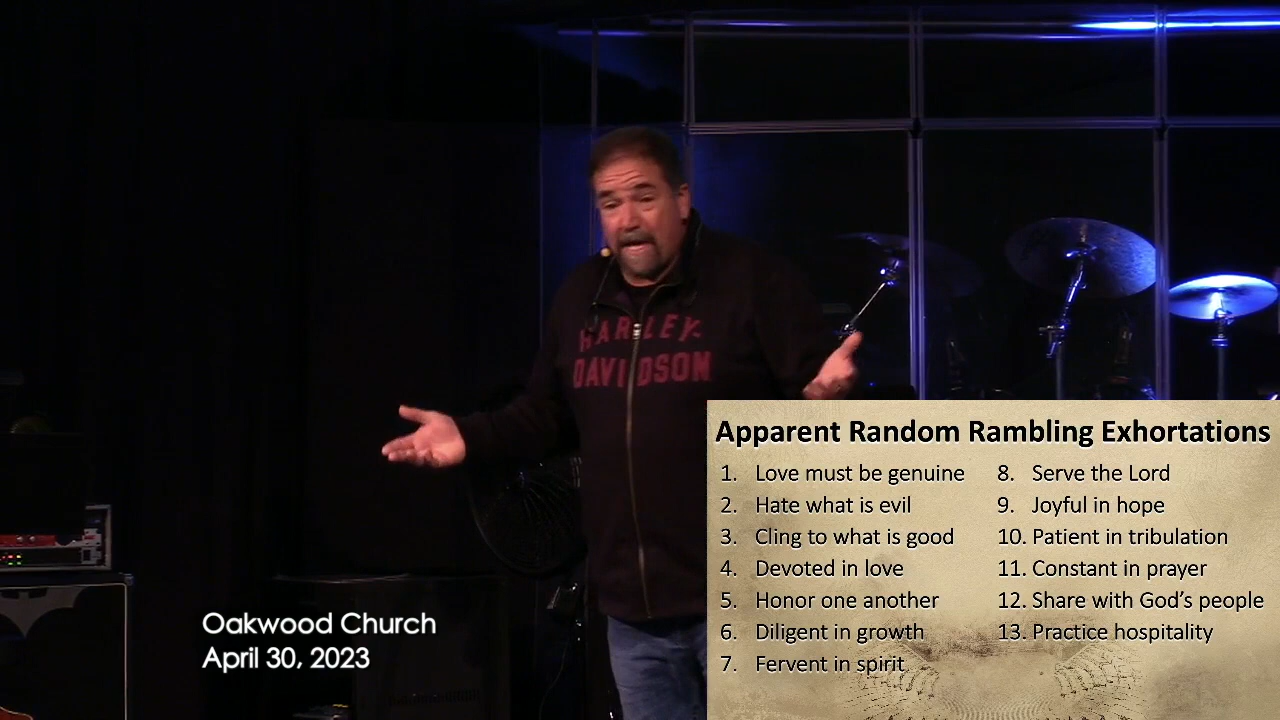 HARLEY-
DAVIDSON
Apparent Random Rambling Exhortations
1. Love must be genuine
2. Hate what is evil
3. Cling to what is good
4. Devoted in love
5. Honor one another
6. Diligent in growth
7. Fervent in spirit
8. Serve the Lord
9. Joyful in hope
10. Patient in tribulation
11. Constant in prayer
12. Share with God's people
13. Practice hospitality
Oakwood Church
April 30, 2023